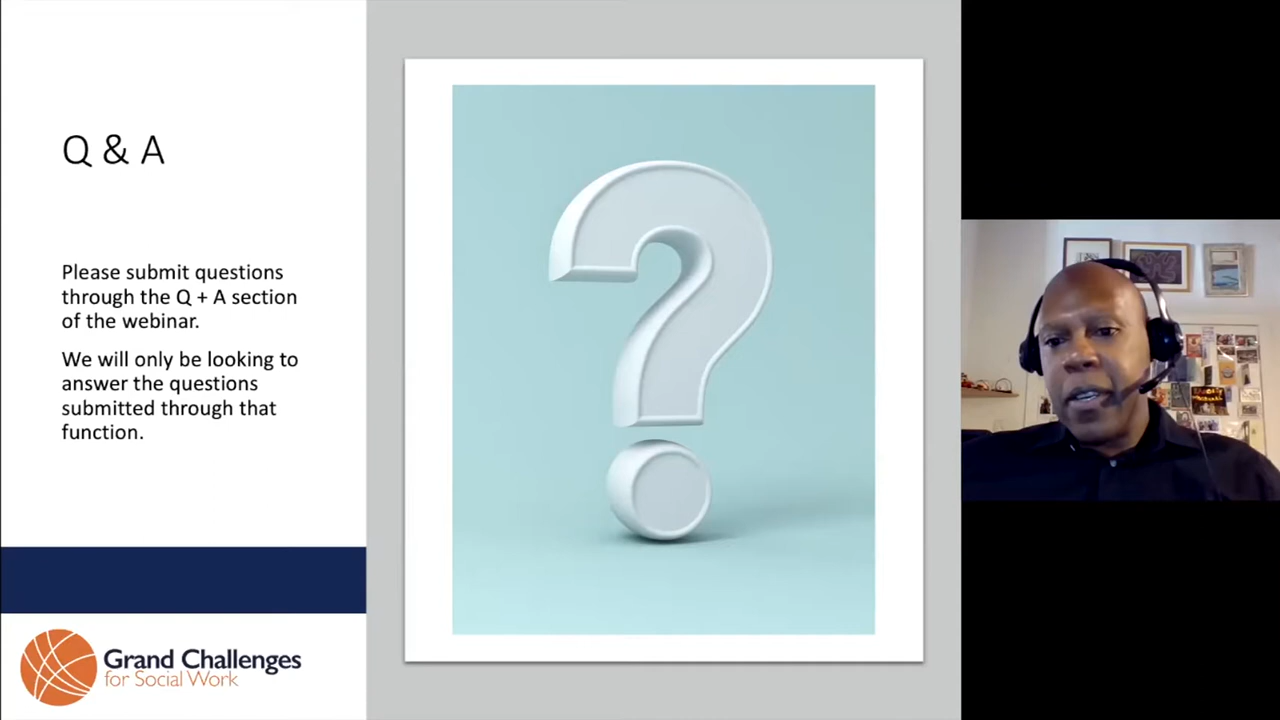 Q & A
Please submit questions
through the Q + A section
of the webinar.
We will only be looking to
answer the questions
submitted through that
function.
Grand Challenges
for Social Work